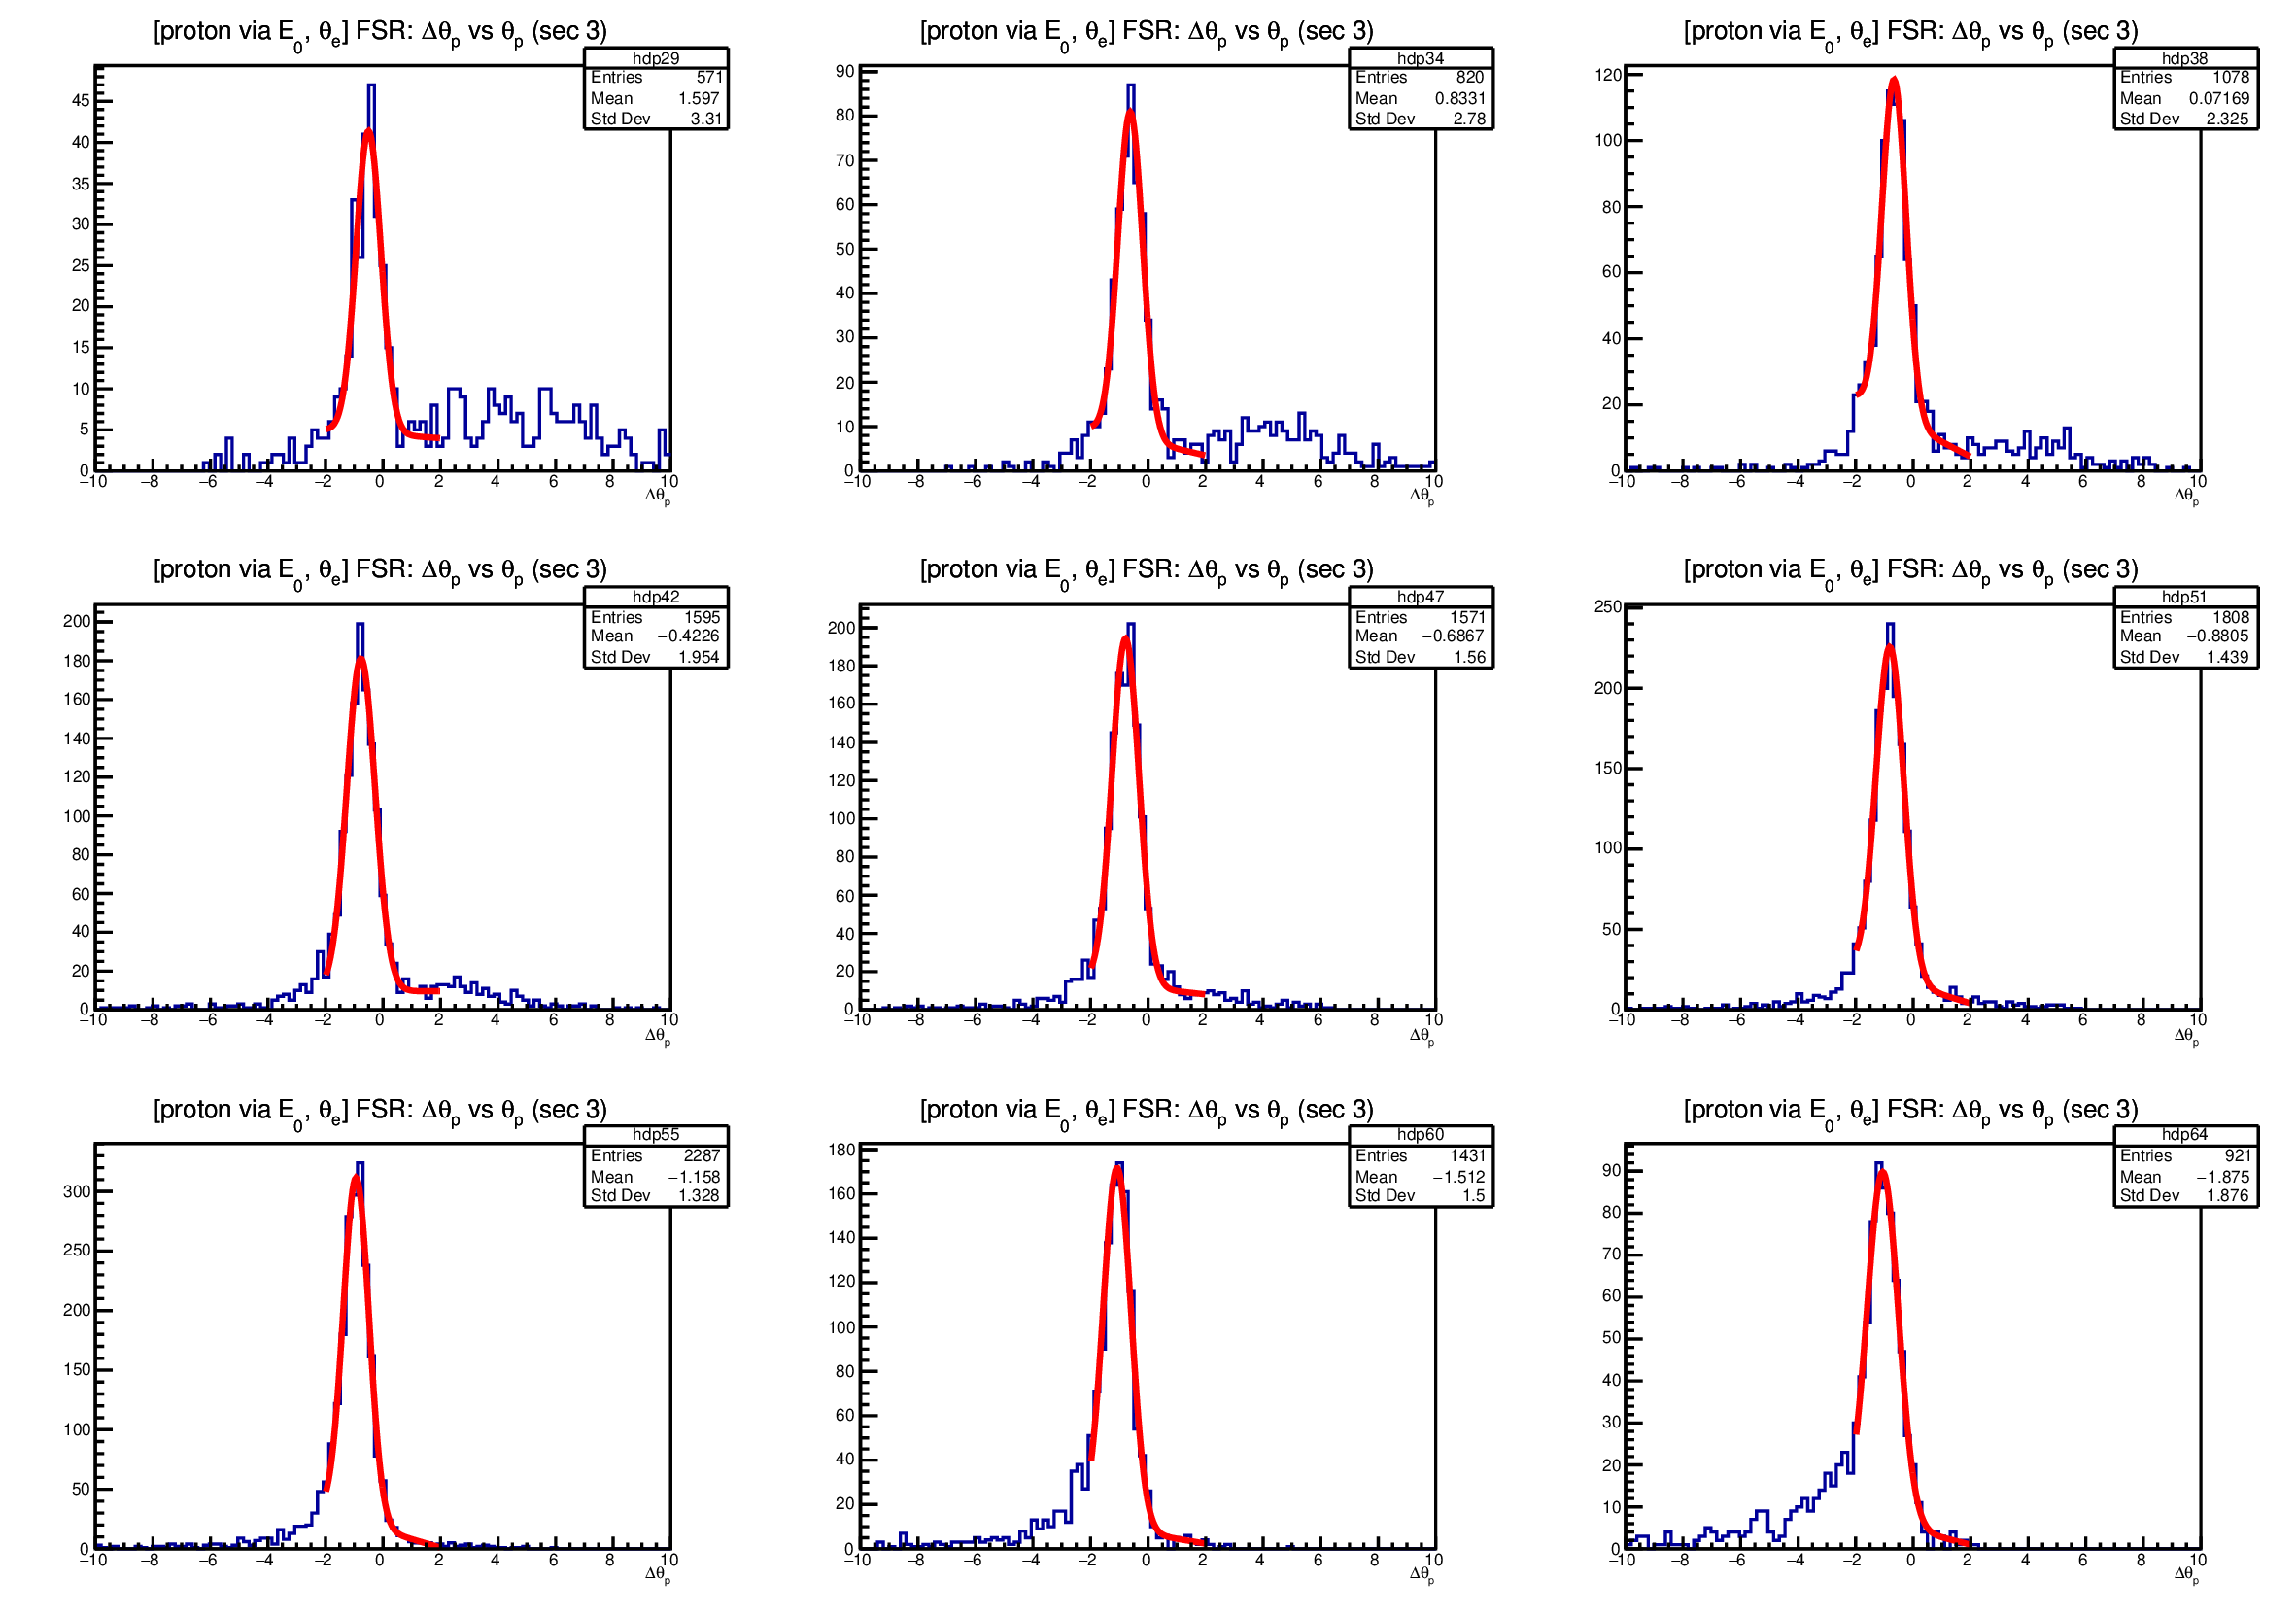 [proton via E0, θe] FSR: Δθp vs θp (sec 3)
hdp29
Entries 571
Mean 1.597
Std Dev 3.31
45
40
35
30
25
20
15
10
5
0
−10 −8 −6 −4 −2 0 2 4 6 8 10
Δθp
[proton via E0, θe] FSR: Δθp vs θp (sec 3)
hdp34
Entries 820
Mean 0.8331
Std Dev 2.78
90
80
70
60
50
40
30
20
10
0
−10 −8 −6 −4 −2 0 2 4 6 8 10
Δθp
[proton via E0, θe] FSR: Δθp vs θp (sec 3)
hdp38
Entries 1078
Mean 0.07169
Std Dev 2.325
120
100
80
60
40
20
0
−10 −8 −6 −4 −2 0 2 4 6 8 10
Δθp
[proton via E0, θe] FSR: Δθp vs θp (sec 3)
hdp42
Entries 1595
Mean −0.4226
Std Dev 1.954
200
180
160
140
120
100
80
60
40
20
0
−10 −8 −6 −4 −2 0 2 4 6 8 10
Δθp
[proton via E0, θe] FSR: Δθp vs θp (sec 3)
hdp47
Entries 1571
Mean −0.6867
Std Dev 1.56
200
180
160
140
120
100
80
60
40
20
0
−10 −8 −6 −4 −2 0 2 4 6 8 10
Δθp
[proton via E0, θe] FSR: Δθp vs θp (sec 3)
hdp51
Entries 1808
Mean −0.8805
Std Dev 1.439
250
200
150
100
50
0
−10 −8 −6 −4 −2 0 2 4 6 8 10
Δθp
[proton via E0, θe] FSR: Δθp vs θp (sec 3)
hdp55
Entries 2287
Mean −1.158
Std Dev 1.328
300
250
200
150
100
50
0
−10 −8 −6 −4 −2 0 2 4 6 8 10
Δθp
[proton via E0, θe] FSR: Δθp vs θp (sec 3)
hdp60
Entries 1431
Mean −1.512
Std Dev 1.5
180
160
140
120
100
80
60
40
20
0
−10 −8 −6 −4 −2 0 2 4 6 8 10
Δθp
[proton via E0, θe] FSR: Δθp vs θp (sec 3)
hdp64
Entries 921
Mean −1.875
Std Dev 1.876
90
80
70
60
50
40
30
20
10
0
−10 −8 −6 −4 −2 0 2 4 6 8 10
Δθp